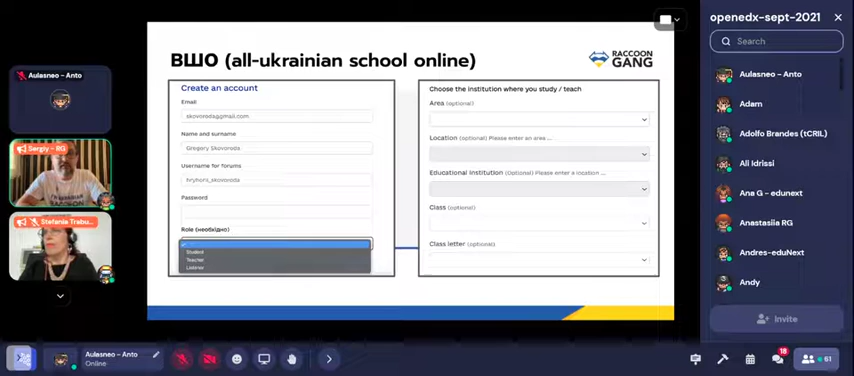 ВШО (all-ukrainian school online)
RACCOON
GANG
Create an account
Email
skovoroda@gmail.com
Name and surname
Gregory Skovoroda
Username for forums
hryhorii_skovoroda
Password
Role (необхідно)
Student
Teacher
Listener
Choose the institution where you study / teach
Area (optional)
Location (optional) Please enter an area ...
Educational Institution (Optional) Please enter a location ...
Class (optional)
Class letter (optional)
Aulasneo - Anto
Sergiy - RG
Stefania Trabu...
openedx-sept-2021
Search
Aulasneo - Anto
Adam
Adolfo Brandes (tCRIL)
Ali Idrissi
Ana G - edunext
Anastasiia RG
Andres-eduNext
Andy
Invite
Aulasneo - Anto
Online
18
61